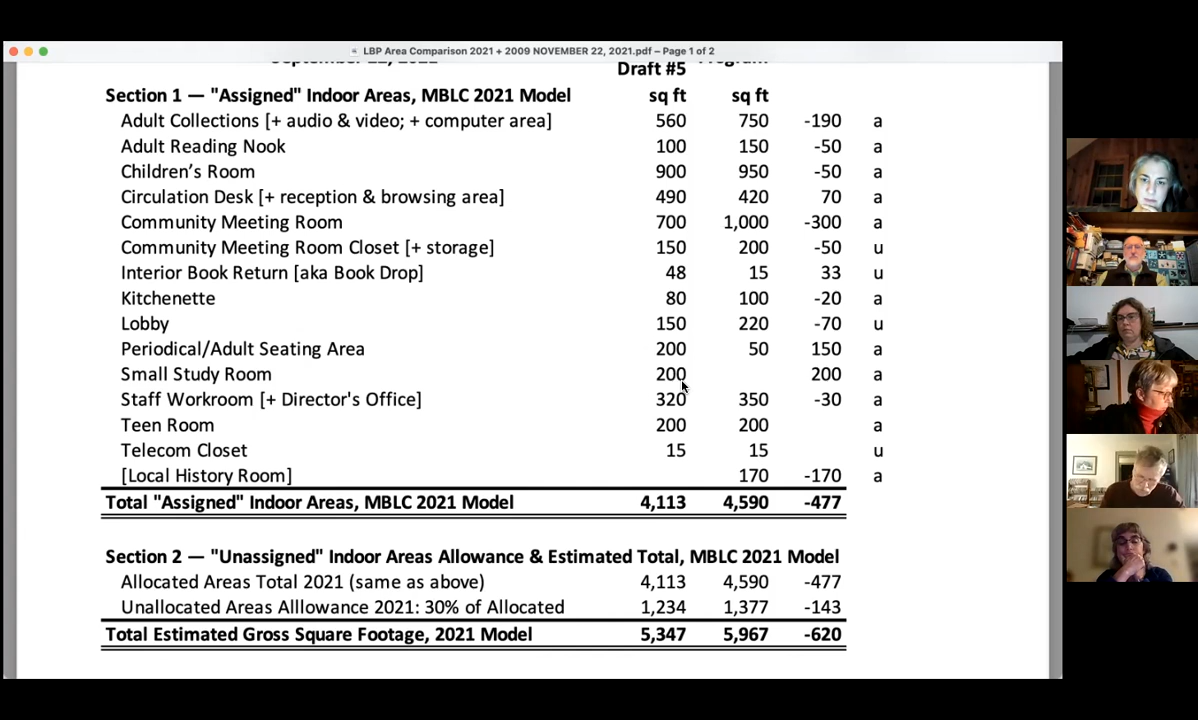 LBP Area Comparison 2021 + 2009 NOVEMBER 22, 2021.pdf – Page 1 of 2
Draft #5
Section 1 — "Assigned" Indoor Areas, MBLC 2021 Model sq ft sq ft
Adult Collections [+ audio & video; + computer area] 560 750 -190 a
Adult Reading Nook 100 150 -50 a
Children’s Room 900 950 -50 a
Circulation Desk [+ reception & browsing area] 490 420 70 a
Community Meeting Room 700 1,000 -300 a
Community Meeting Room Closet [+ storage] 150 200 -50 u
Interior Book Return [aka Book Drop] 48 15 33 u
Kitchenette 80 100 -20 a
Lobby 150 220 -70 u
Periodical/Adult Seating Area 200 50 150 a
Small Study Room 200 200 a
Staff Workroom [+ Director's Office] 320 350 -30 a
Teen Room 200 200 a
Telecom Closet 15 15 u
[Local History Room] 170 -170 a
Total "Assigned" Indoor Areas, MBLC 2021 Model 4,113 4,590 -477
Section 2 — "Unassigned" Indoor Areas Allowance & Estimated Total, MBLC 2021 Model
Allocated Areas Total 2021 (same as above) 4,113 4,590 -477
Unallocated Areas Alllowance 2021: 30% of Allocated 1,234 1,377 -143
Total Estimated Gross Square Footage, 2021 Model 5,347 5,967 -620